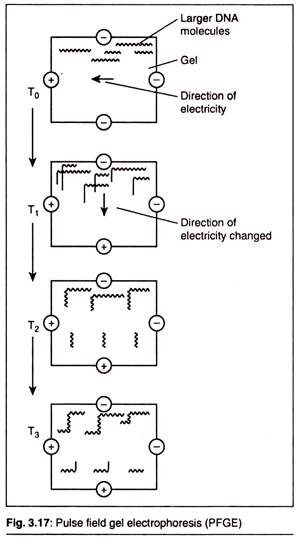 −
Larger DNA
molecules
Gel
+
−
T0
Direction of
electricity
−
−
+
−
T1
Direction of
electricity changed
+
−
T2
+
−
+
−
T3
+
−
+
Fig. 3.17: Pulse field gel electrophoresis (PFGE)